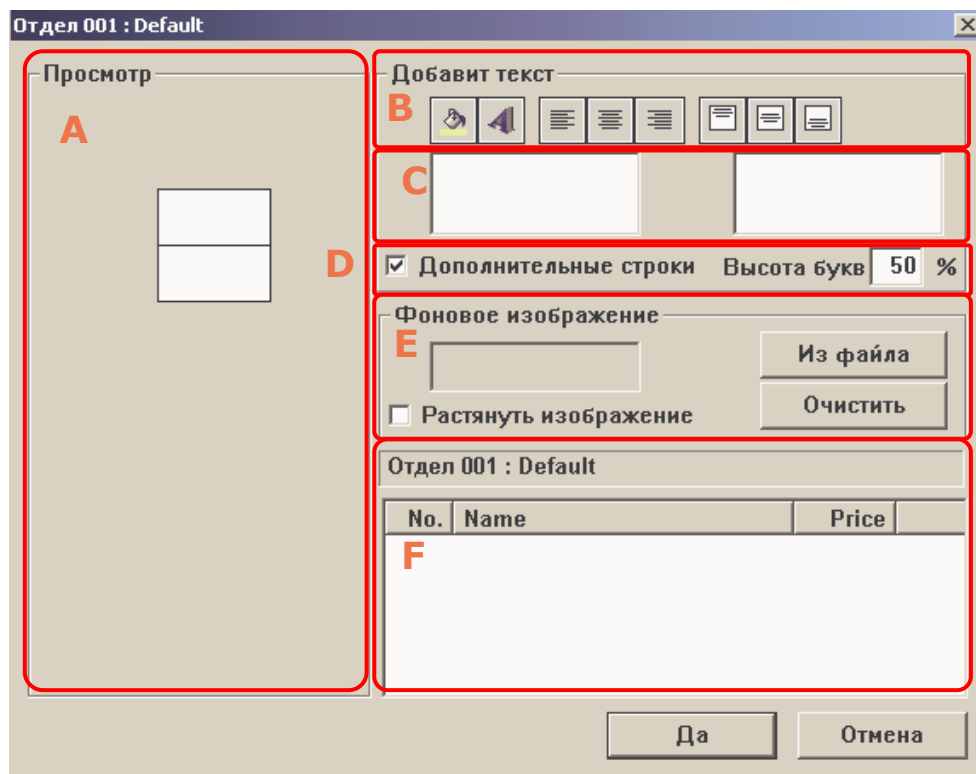 Отдел 001 : Default
Просмотр
A
Добавит текст
B
C
D
Дополнительные строки Высота букв 50 %
Фоновое изображение
E
Из файла
Растянуть изображение
Очистить
Отдел 001 : Default
No. Name Price
F
Да Отмена